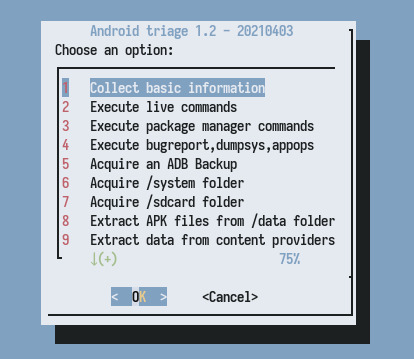 Android triage 1.2 - 20210403
Choose an option:
1 Collect basic information
2 Execute live commands
3 Execute package manager commands
4 Execute bugreport,dumpsys,appops
5 Acquire an ADB Backup
6 Acquire /system folder
7 Acquire /sdcard folder
8 Extract APK files from /data folder
9 Extract data from content providers
↓(+) 75%
< OK > <Cancel>